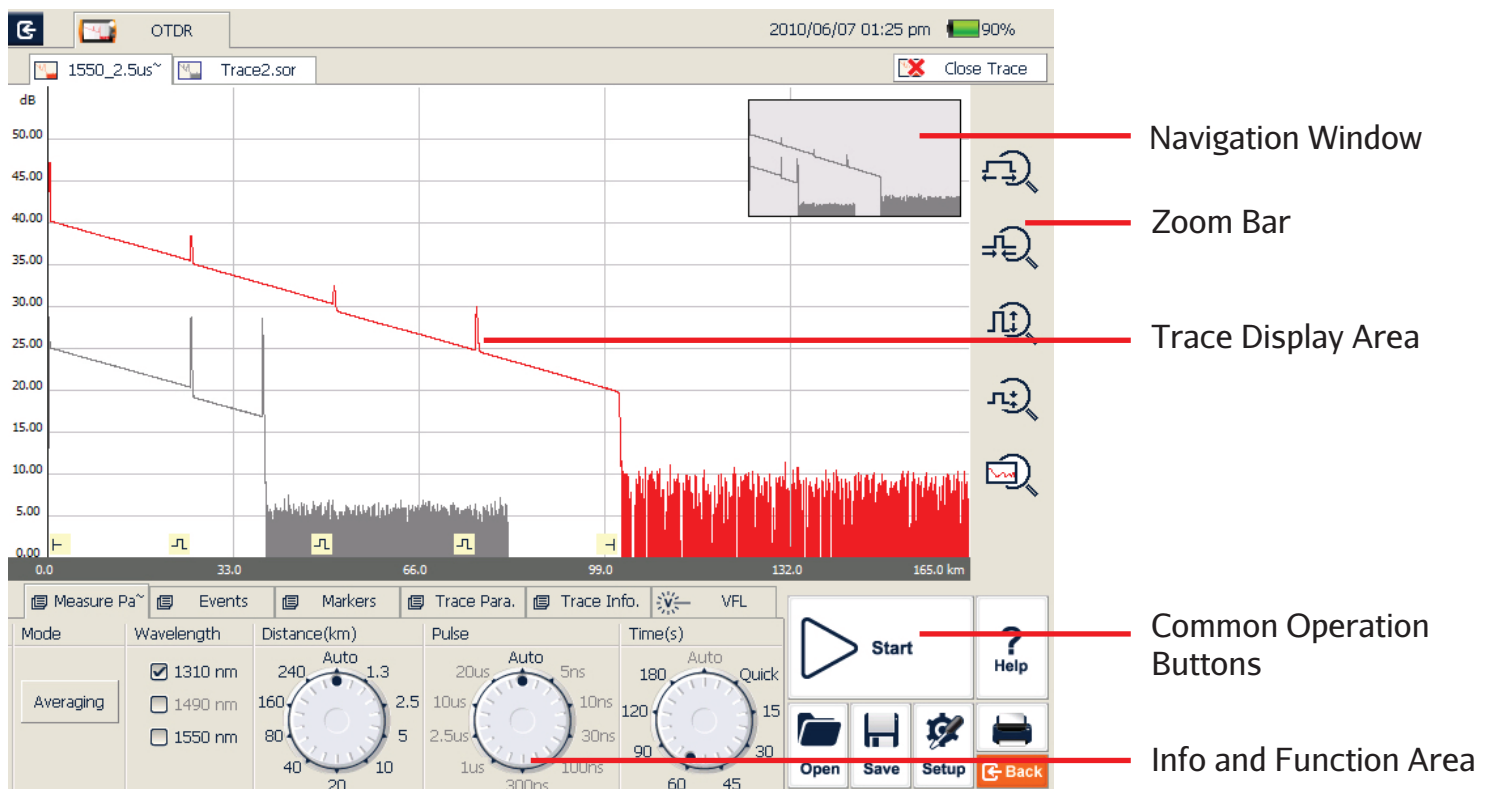 OTDR
2010/06/07 01:25 pm
90%
1550_2.5us~
Trace2.sor
Close Trace
dB
50.00
45.00
40.00
35.00
30.00
25.00
20.00
15.00
10.00
5.00
0.00
0.0 33.0 66.0 99.0 132.0 165.0 km
Navigation Window
Zoom Bar
Trace Display Area
Measure Pa~ Events Markers Trace Para. Trace Info. V VFL
Mode Wavelength Distance(km) Pulse Time(s)
Averaging
1310 nm
1490 nm
1550 nm
Auto
240 1.3
160 2.5
80 5
40 10
20
Auto
20us 5ns
10us 10ns
2.5us 30ns
1us 100ns
300ns
Auto
180 Quick
120 15
90 30
60 45
Start
?
Help
Open Save Setup Back
Common Operation
Buttons
Info and Function Area